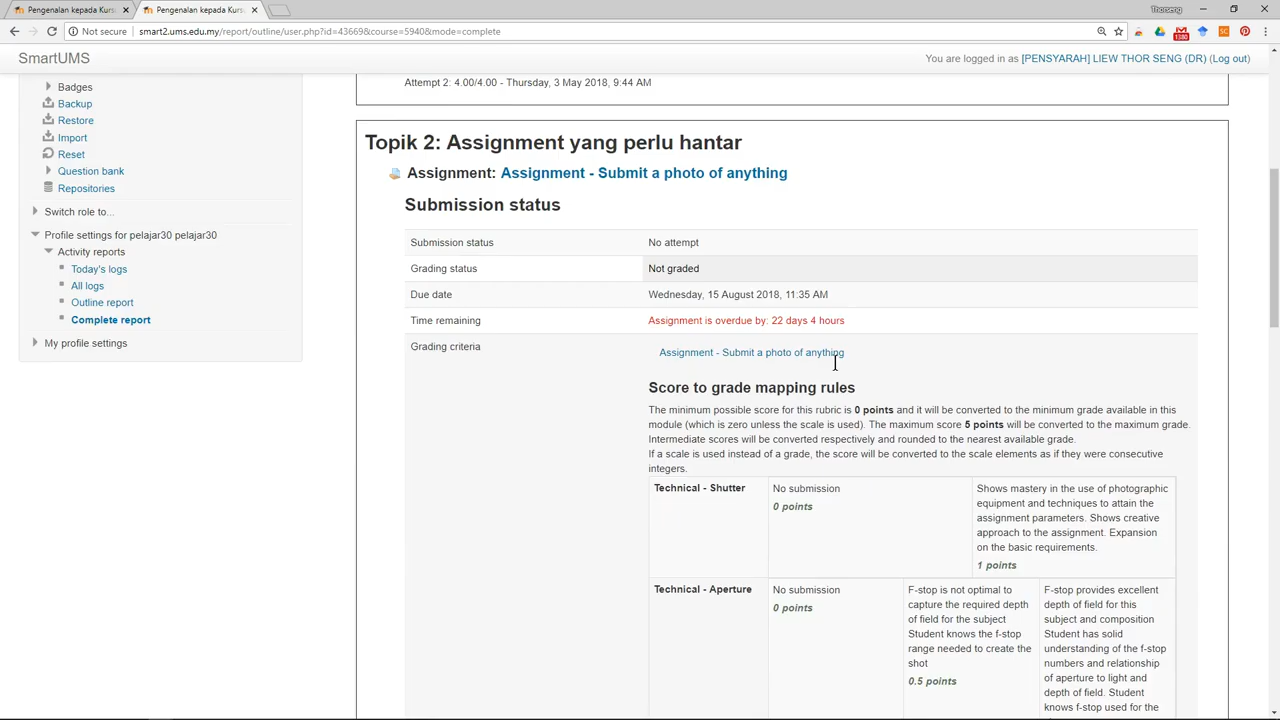 Pengenalan kepada Kurs
Pengenalan kepada Kurs
Thorseng
Not secure
smart2.ums.edu.my/report/outline/user.php?id=43669&course=5940&mode=complete
1380
SC
SmartUMS
You are logged in as [PENSYARAH] LIEW THOR SENG (DR) (Log out)
Badges
Backup
Restore
Import
Reset
Question bank
Repositories
Switch role to...
Profile settings for pelajar30 pelajar30
Activity reports
Today's logs
All logs
Outline report
Complete report
My profile settings
Attempt 2: 4.00/4.00 - Thursday, 3 May 2018, 9:44 AM
Topik 2: Assignment yang perlu hantar
Assignment: Assignment - Submit a photo of anything
Submission status
Submission status No attempt
Grading status Not graded
Due date Wednesday, 15 August 2018, 11:35 AM
Time remaining Assignment is overdue by: 22 days 4 hours
Grading criteria
Assignment - Submit a photo of anything
Score to grade mapping rules
The minimum possible score for this rubric is 0 points and it will be converted to the minimum grade available in this
module (which is zero unless the scale is used). The maximum score 5 points will be converted to the maximum grade.
Intermediate scores will be converted respectively and rounded to the nearest available grade.
If a scale is used instead of a grade, the score will be converted to the scale elements as if they were consecutive
integers.
Technical - Shutter
No submission
0 points
Shows mastery in the use of photographic
equipment and techniques to attain the
assignment parameters. Shows creative
approach to the assignment. Expansion
on the basic requirements.
1 points
Technical - Aperture
No submission
0 points
F-stop is not optimal to
capture the required depth
of field for the subject
Student knows the f-stop
range needed to create the
shot
0.5 points
F-stop provides excellent
depth of field for this
subject and composition
Student has solid
understanding of the f-stop
numbers and relationship
of aperture to light and
depth of field. Student
knows f-stop used for the